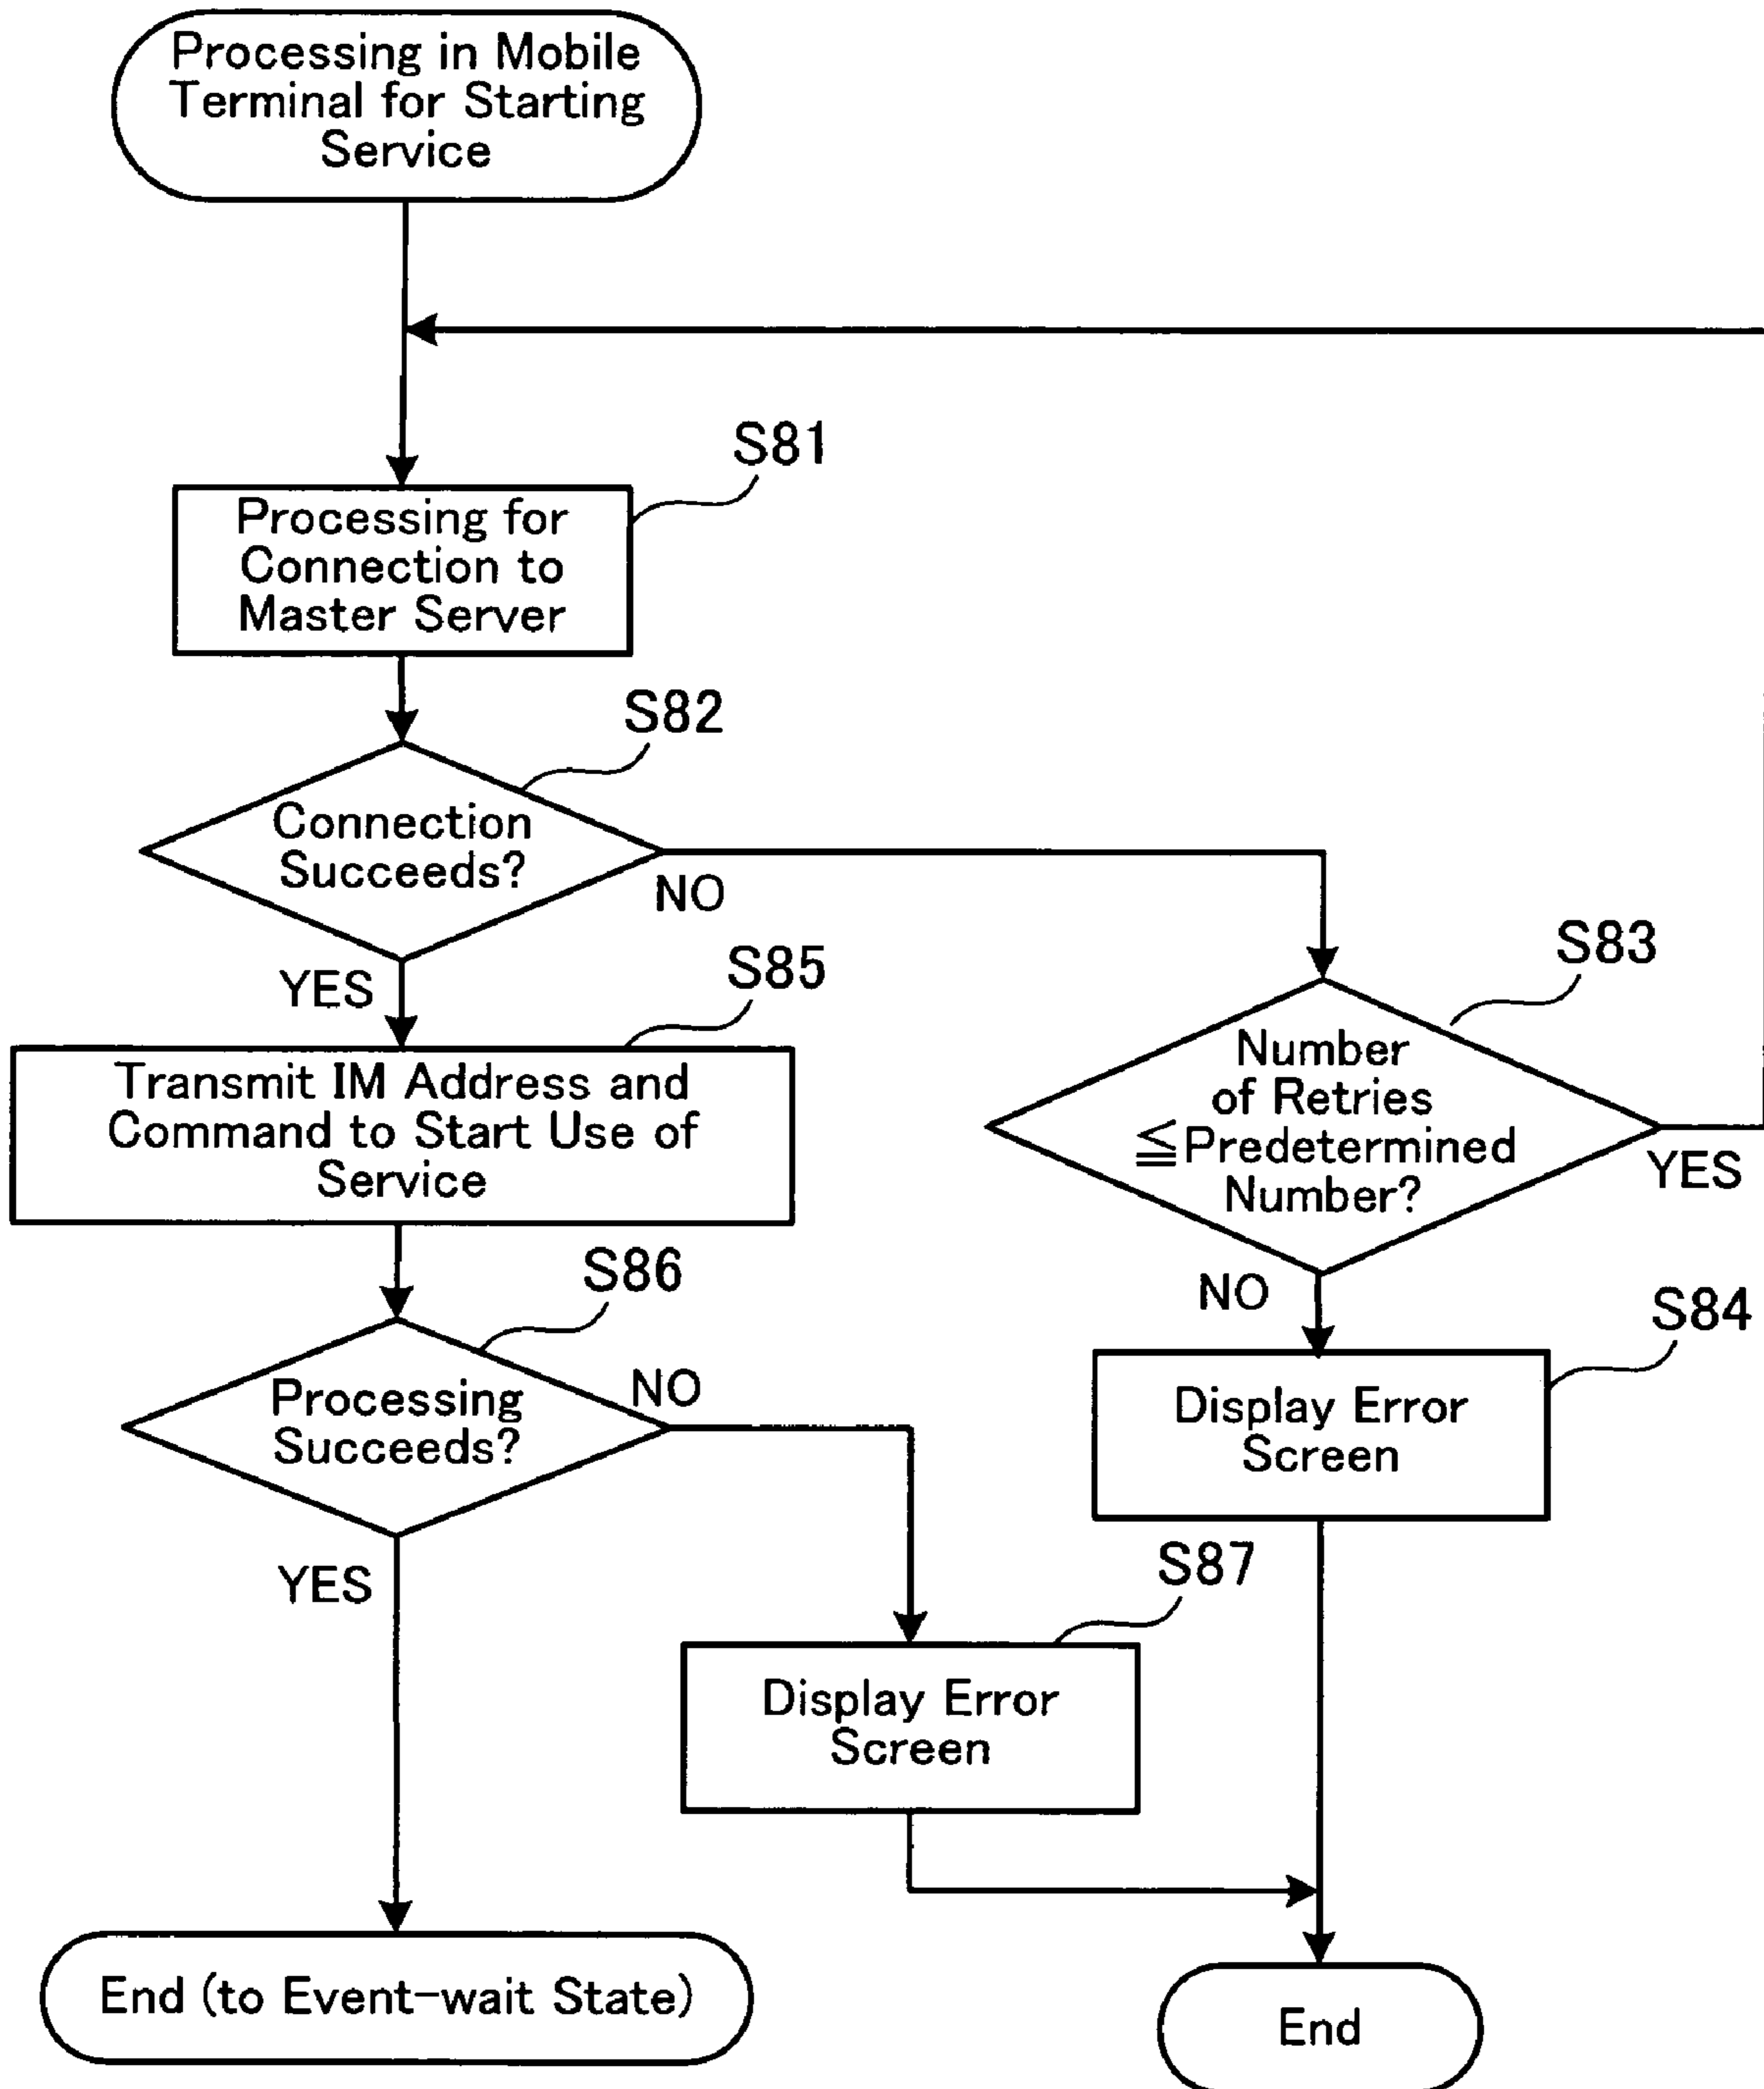 Processing in Mobile
Terminal for Starting
Service
S81
Processing for
Connection to
Master Server
S82
Connection
Succeeds?
NO
YES
S85
Transmit IM Address and
Command to Start Use of
Service
S83
Number
of Retries
≦Predetermined
Number?
YES
NO
S84
Display Error
Screen
S86
Processing
Succeeds?
NO
YES
S87
Display Error
Screen
End (to Event-wait State)
End